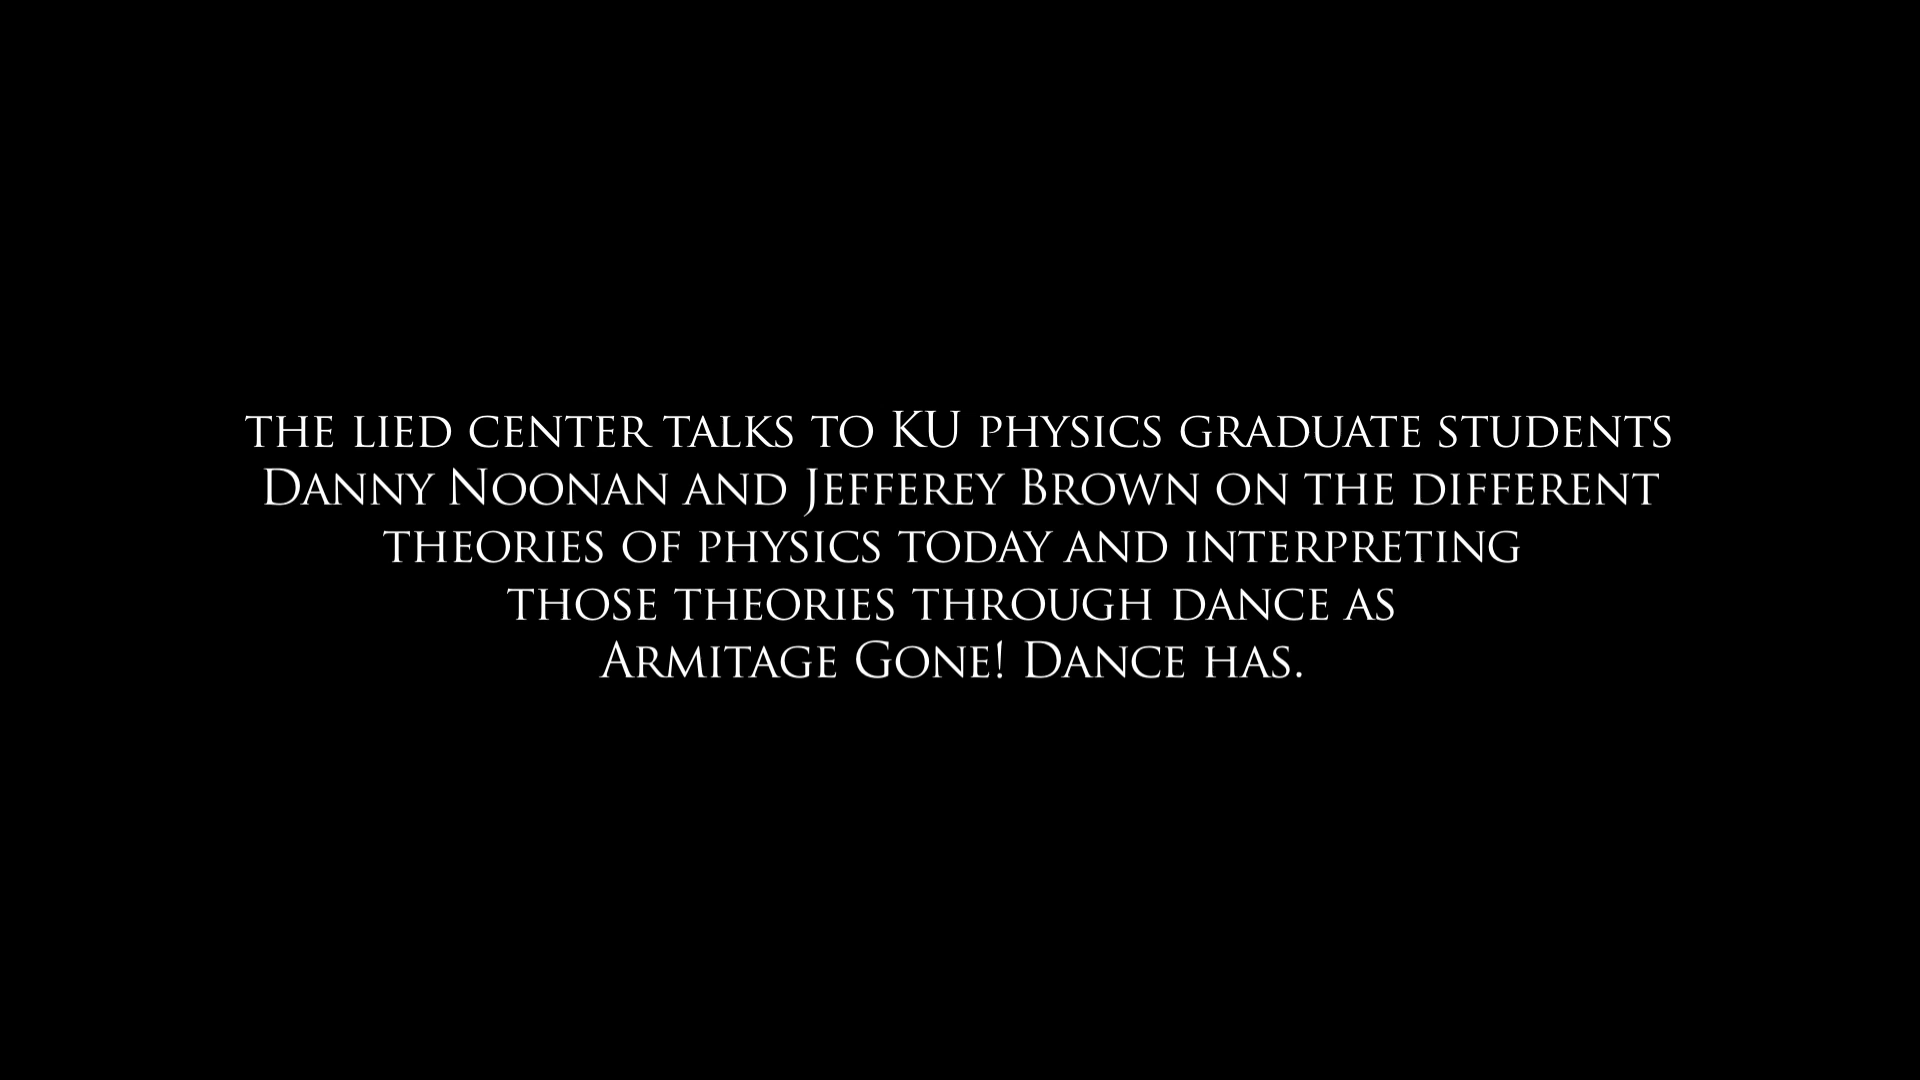 the lied center talks to KU physics graduate students
Danny Noonan and Jefferey Brown on the different
theories of physics today and interpreting
those theories through dance as
Armitage Gone! Dance has.